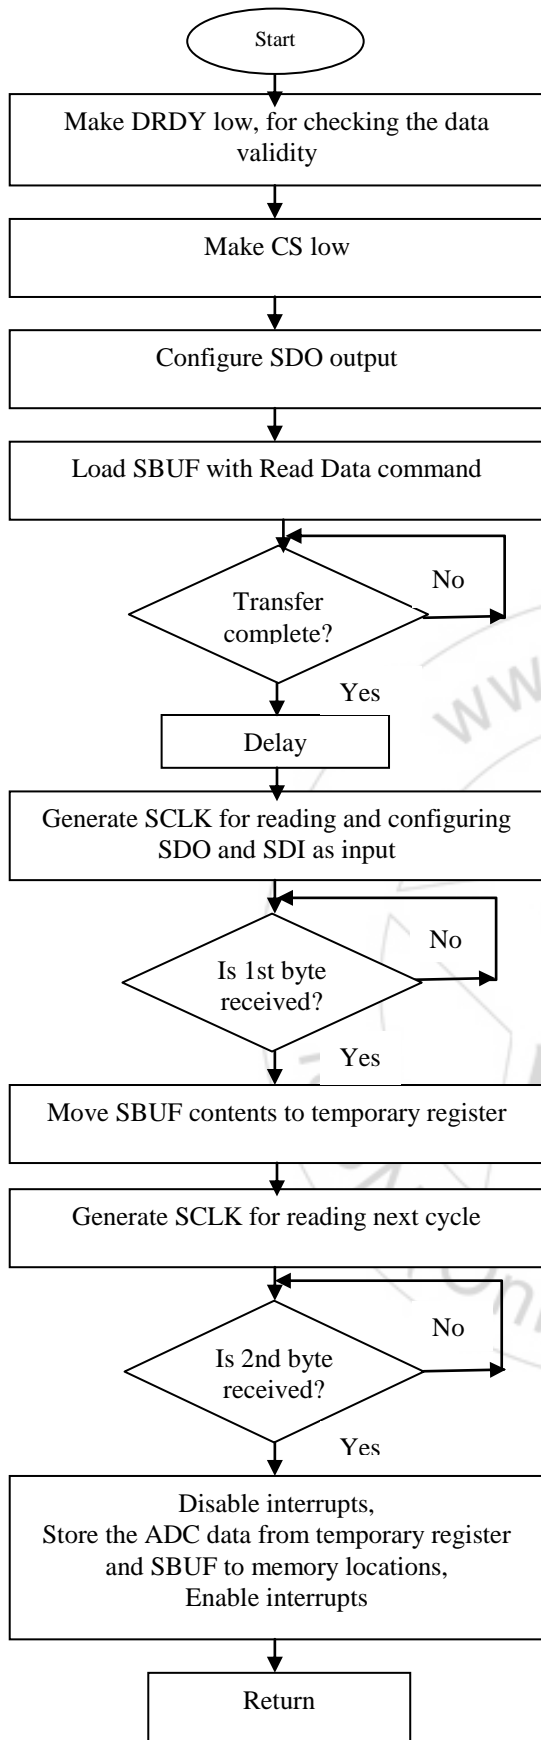 Start
Make DRDY low, for checking the data
validity
Make CS low
Configure SDO output
Load SBUF with Read Data command
No
Transfer
complete?
Yes
Delay
Generate SCLK for reading and configuring
SDO and SDI as input
No
Is 1st byte
received?
Yes
Move SBUF contents to temporary register
Generate SCLK for reading next cycle
No
Is 2nd byte
received?
Yes
Disable interrupts,
Store the ADC data from temporary register
and SBUF to memory locations,
Enable interrupts
Return